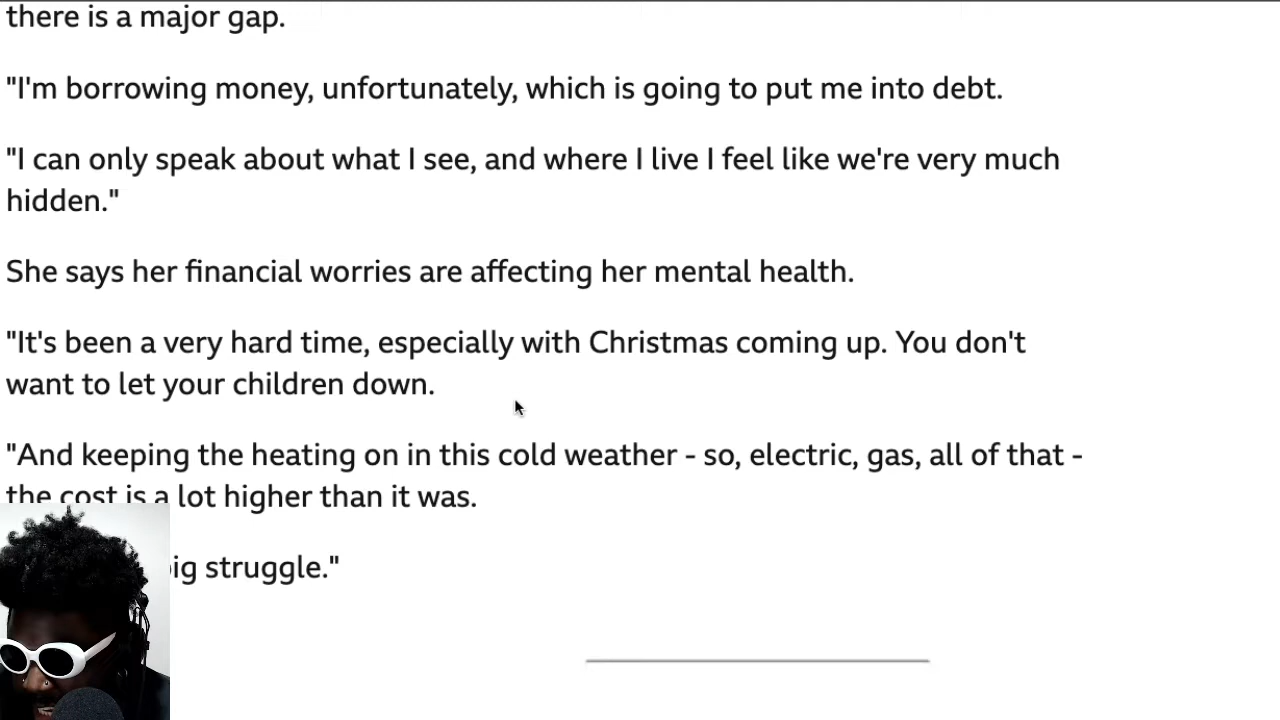 there is a major gap.
"I'm borrowing money, unfortunately, which is going to put me into debt.
"I can only speak about what I see, and where I live I feel like we're very much
hidden."
She says her financial worries are affecting her mental health.
"It's been a very hard time, especially with Christmas coming up. You don't
want to let your children down.
"And keeping the heating on in this cold weather - so, electric, gas, all of that -
the cost is a lot higher than it was.
struggle."